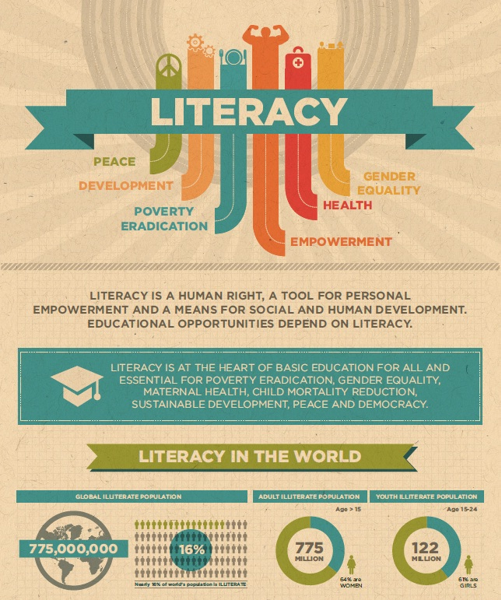 LITERACY
PEACE
DEVELOPMENT
POVERTY
ERADICATION
GENDER
EQUALITY
HEALTH
EMPOWERMENT
LITERACY IS A HUMAN RIGHT, A TOOL FOR PERSONAL
EMPOWERMENT AND A MEANS FOR SOCIAL AND HUMAN DEVELOPMENT.
EDUCATIONAL OPPORTUNITIES DEPEND ON LITERACY.
LITERACY IS AT THE HEART OF BASIC EDUCATION FOR ALL AND
ESSENTIAL FOR POVERTY ERADICATION, GENDER EQUALITY,
MATERNAL HEALTH, CHILD MORTALITY REDUCTION,
SUSTAINABLE DEVELOPMENT, PEACE AND DEMOCRACY.
LITERACY IN THE WORLD
GLOBAL ILLITERATE POPULATION
775,000,000
16%
Nearly 16% of world's population is ILLITERATE
ADULT ILLITERATE POPULATION
Age > 15
775
MILLION
64% are
WOMEN
YOUTH ILLITERATE POPULATION
Age 15-24
122
MILLION
61% are
GIRLS